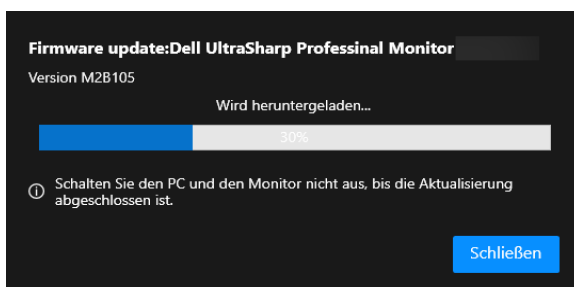 Firmware update:Dell UltraSharp Professinal Monitor
Version M2B105
Wird heruntergeladen...
30%
Schalten Sie den PC und den Monitor nicht aus, bis die Aktualisierung
abgeschlossen ist.
Schließen